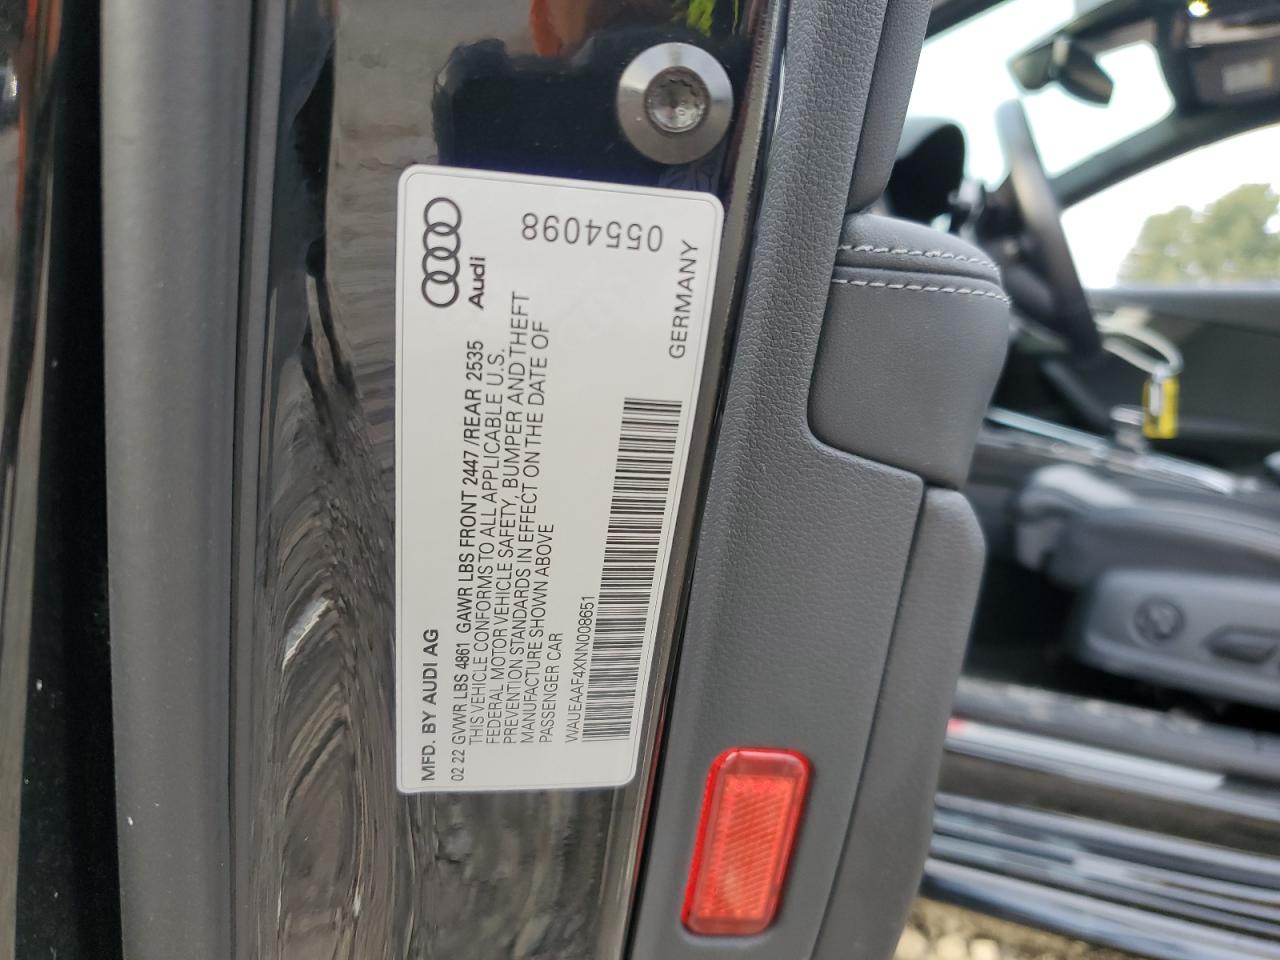 Audi
0554098
MFD. BY AUDI AG
02 22 GVWR LBS 4861 GAWR LBS FRONT 2447 /REAR 2535
THIS VEHICLE CONFORMS TO ALL APPLICABLE U.S.
FEDERAL MOTOR VEHICLE SAFETY, BUMPER AND THEFT
PREVENTION STANDARDS IN EFFECT ON THE DATE OF
MANUFACTURE SHOWN ABOVE
PASSENGER CAR
WAUEAAF4XNN008651
GERMANY